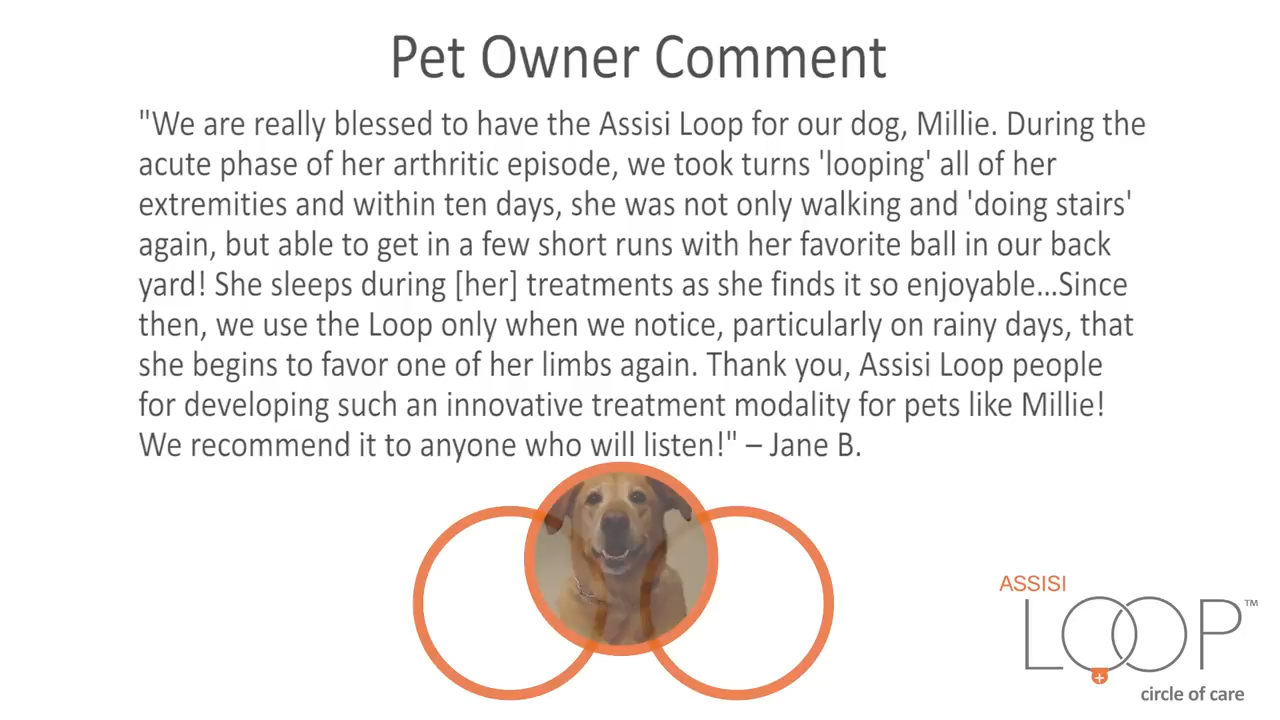 Pet Owner Comment
"We are really blessed to have the Assisi Loop for our dog, Millie. During the
acute phase of her arthritic episode, we took turns 'looping' all of her
extremities and within ten days, she was not only walking and 'doing stairs'
again, but able to get in a few short runs with her favorite ball in our back
yard! She sleeps during [her] treatments as she finds it so enjoyable…Since
then, we use the Loop only when we notice, particularly on rainy days, that
she begins to favor one of her limbs again. Thank you, Assisi Loop people
for developing such an innovative treatment modality for pets like Millie!
We recommend it to anyone who will listen!" – Jane B.
ASSISI
LOOP™
circle of care